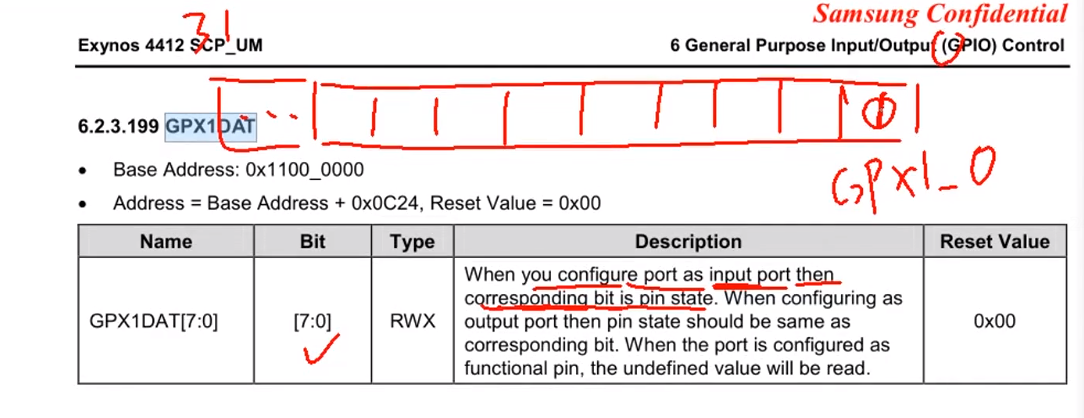 Samsung Confidential
Exynos 4412 SCP_UM
6 General Purpose Input/Output (GPIO) Control
31
0
6.2.3.199 GPX1DAT
...
GPX1_0
• Base Address: 0x1100_0000
• Address = Base Address + 0x0C24, Reset Value = 0x00
Name Bit Type Description Reset Value
When you configure port as input port then
corresponding bit is pin state. When configuring as
GPX1DAT[7:0] [7:0] RWX output port then pin state should be same as 0x00
corresponding bit. When the port is configured as
functional pin, the undefined value will be read.